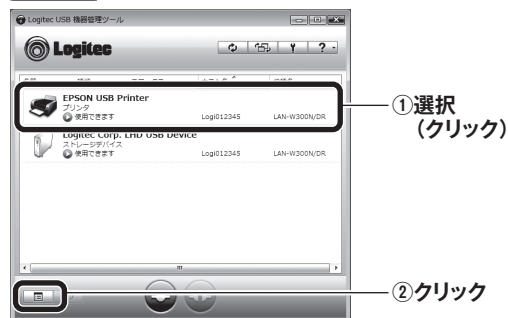 Logitec USB 機器管理ツール
Logitec
EPSON USB Printer
プリンタ
使用できます
Logi012345
LAN-W300N/DR
Logitec Corp. LHD USB Device
ストレージデバイス
使用できます
Logi012345
LAN-W300N/DR
①選択
(クリック)
②クリック